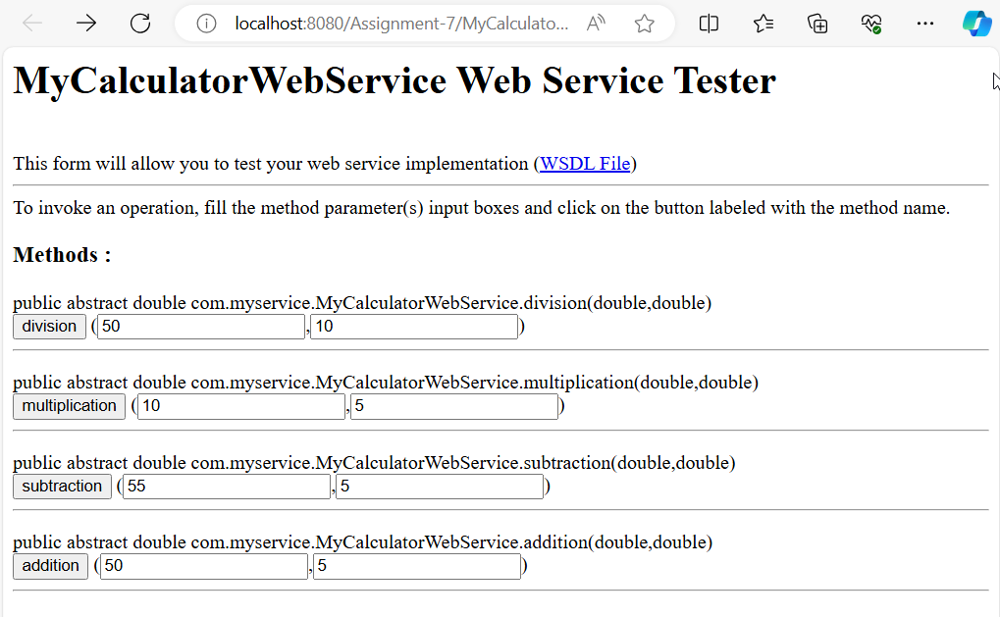 localhost:8080/Assignment-7/MyCalculato...
MyCalculatorWebService Web Service Tester
This form will allow you to test your web service implementation (WSDL File)
To invoke an operation, fill the method parameter(s) input boxes and click on the button labeled with the method name.
Methods :
public abstract double com.myservice.MyCalculatorWebService.division(double,double)
division (50,10)
public abstract double com.myservice.MyCalculatorWebService.multiplication(double,double)
multiplication (10,5)
public abstract double com.myservice.MyCalculatorWebService.subtraction(double,double)
subtraction (55,5)
public abstract double com.myservice.MyCalculatorWebService.addition(double,double)
addition (50,5)